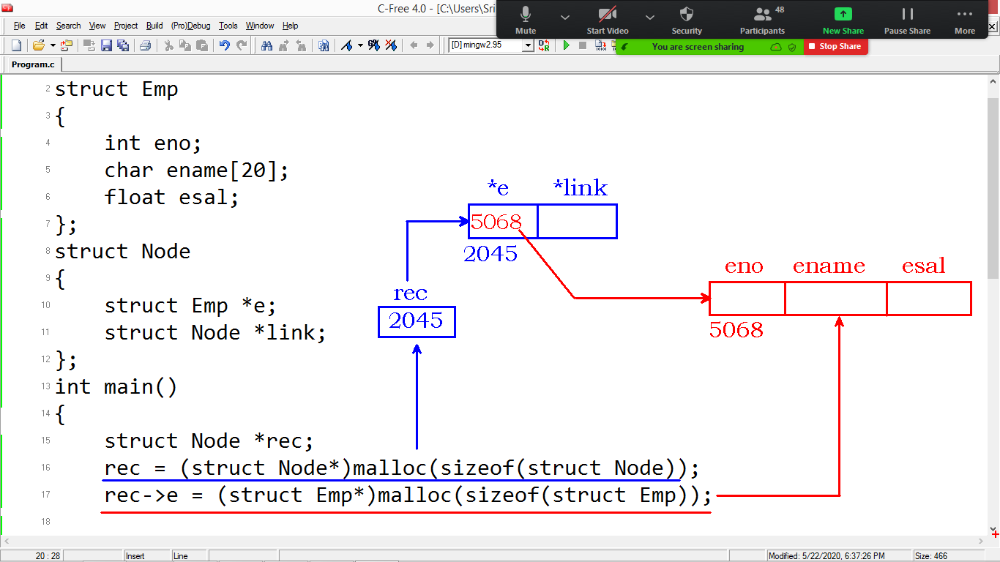 C-Free 4.0 - [C:\Users\Sri
File Edit Search View Project Build (Pro)Debug Tools Window Help
Mute Start Video Security 48 Participants New Share Pause Share More
[D] mingw2.95
You are screen sharing Stop Share
Program.c
2 struct Emp
3 {
4 int eno;
5 char ename[20];
6 float esal;
7 };
8 struct Node
9 {
10 struct Emp *e;
11 struct Node *link;
12 };
13 int main()
14 {
15 struct Node *rec;
16 rec = (struct Node*)malloc(sizeof(struct Node));
17 rec->e = (struct Emp*)malloc(sizeof(struct Emp));
18
*e *link
5068
2045
rec
2045
eno ename esal
5068
20 : 28 Insert Line Modified: 5/22/2020, 6:37:26 PM Size: 466